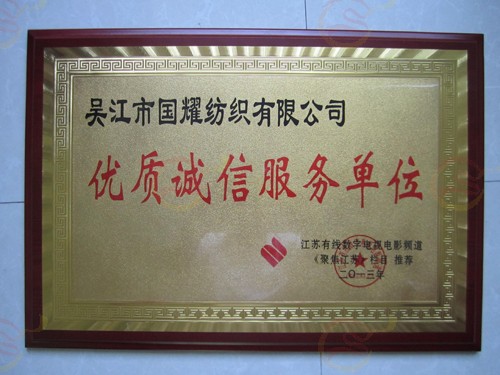 吴江市国耀纺织有限公司
优质诚信服务单位
江苏有线数字电视电影频道
《聚焦江苏》栏目 推荐
二〇一三年